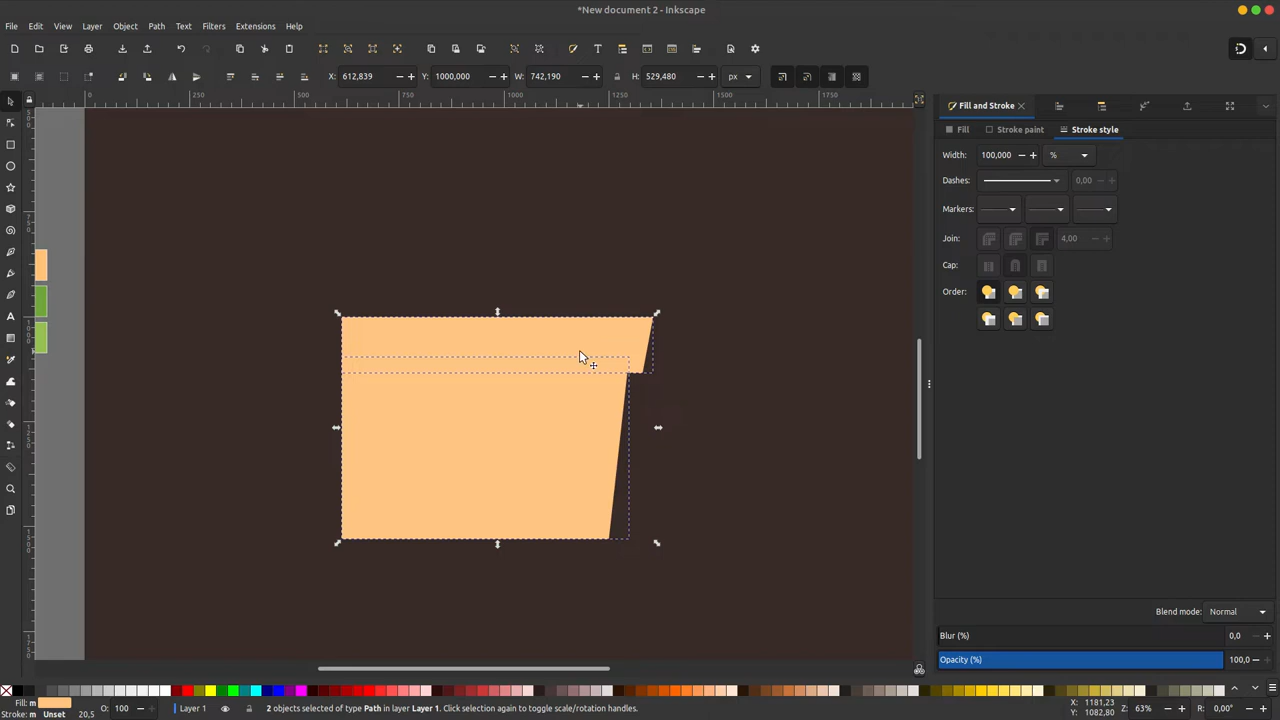 *New document 2 - Inkscape
File Edit View Layer Object Path Text Filters Extensions Help
X: 612,839 Y: 1000,000 W: 742,190 H: 529,480 px
0 250 500 750 1000 1250 1500 1750
Fill and Stroke
Fill Stroke paint Stroke style
Width: 100,000 %
Dashes: 0,00
Markers:
Join: 4,00
Cap:
Order:
Blend mode: Normal
Blur (%) 0,0
Opacity (%) 100,0
Fill: m
Stroke: m Unset 20,5
O: 100
Layer 1
2 objects selected of type Path in layer Layer 1. Click selection again to toggle scale/rotation handles.
X: 1181,23
Y: 1082,80
Z: 63%
R: 0,00°